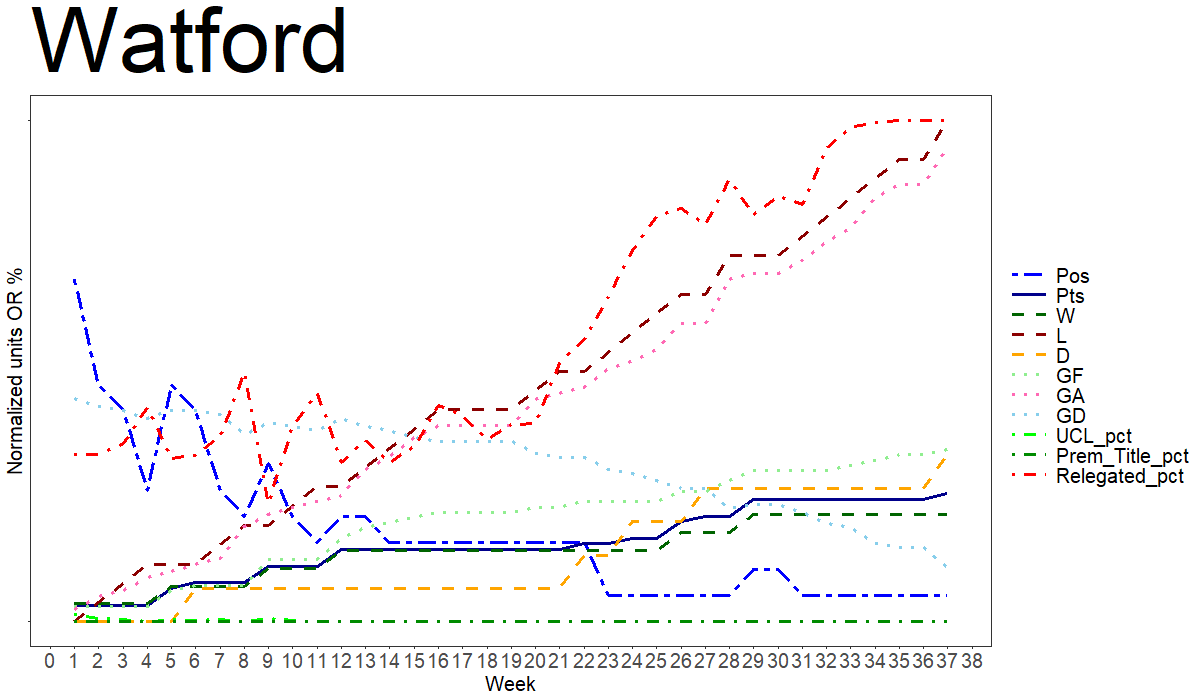 Watford
Normalized units OR %
Pos
Pts
W
L
D
GF
GA
GD
UCL_pct
Prem_Title_pct
Relegated_pct
0 1 2 3 4 5 6 7 8 9 10 11 12 13 14 15 16 17 18 19 20 21 22 23 24 25 26 27 28 29 30 31 32 33 34 35 36 37 38
Week